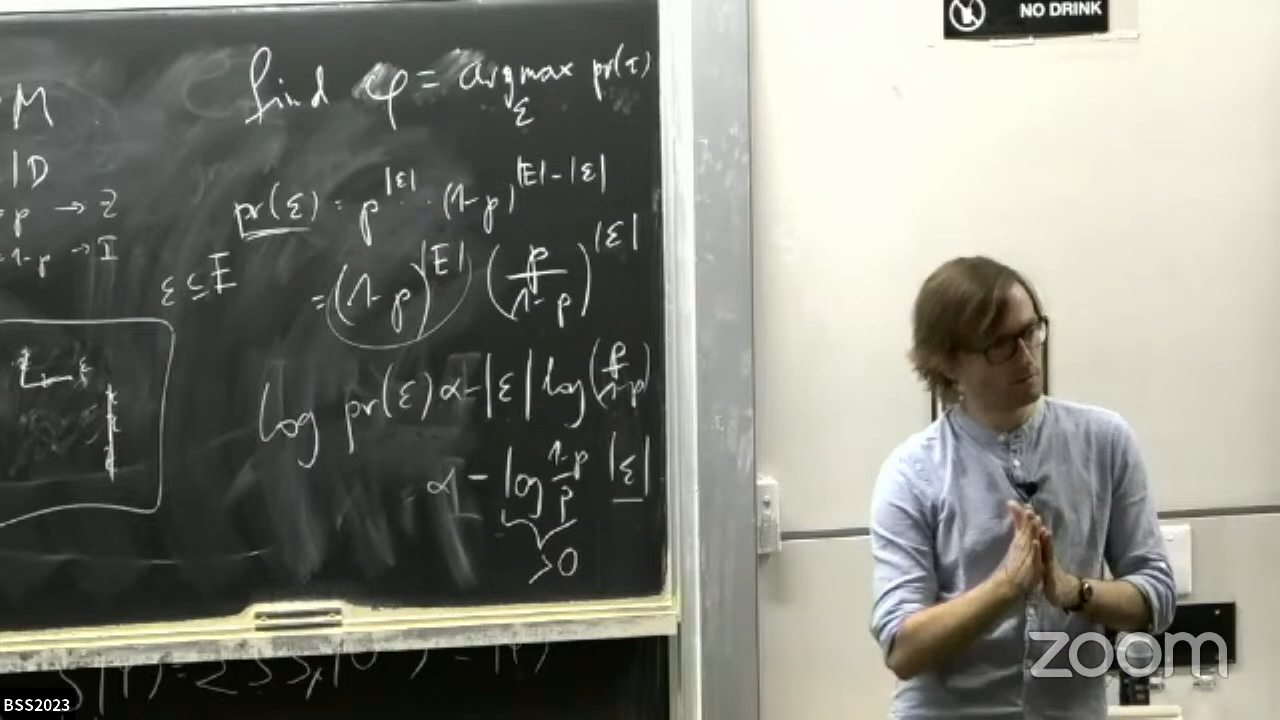 NO DRINK
M
ID
p → Z
1-p → I
find φ = argmax pr(τ)
ε
pr(ε) = p^|ε| · (1-p)^|E|-|ε|
ε ⊆ E
= (1-p)^|E| (p/1-p)^|ε|
log pr(ε) α - |ε| log(p/1-p)
α - log 1-p/p |ε|
>0
zoom
BSS2023